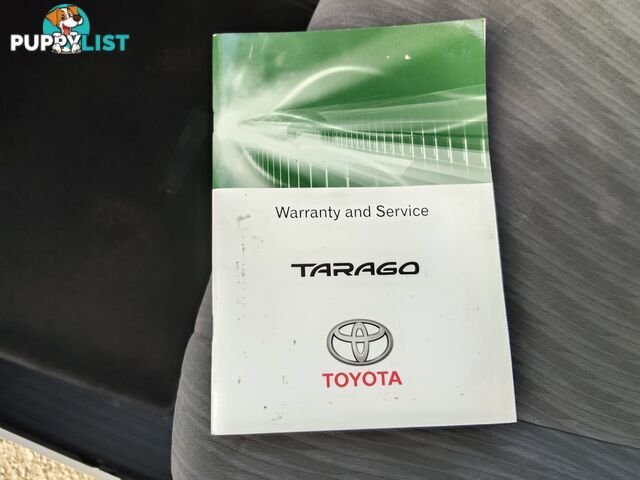 PUPPYLIST
Warranty and Service
TARAGO
TOYOTA